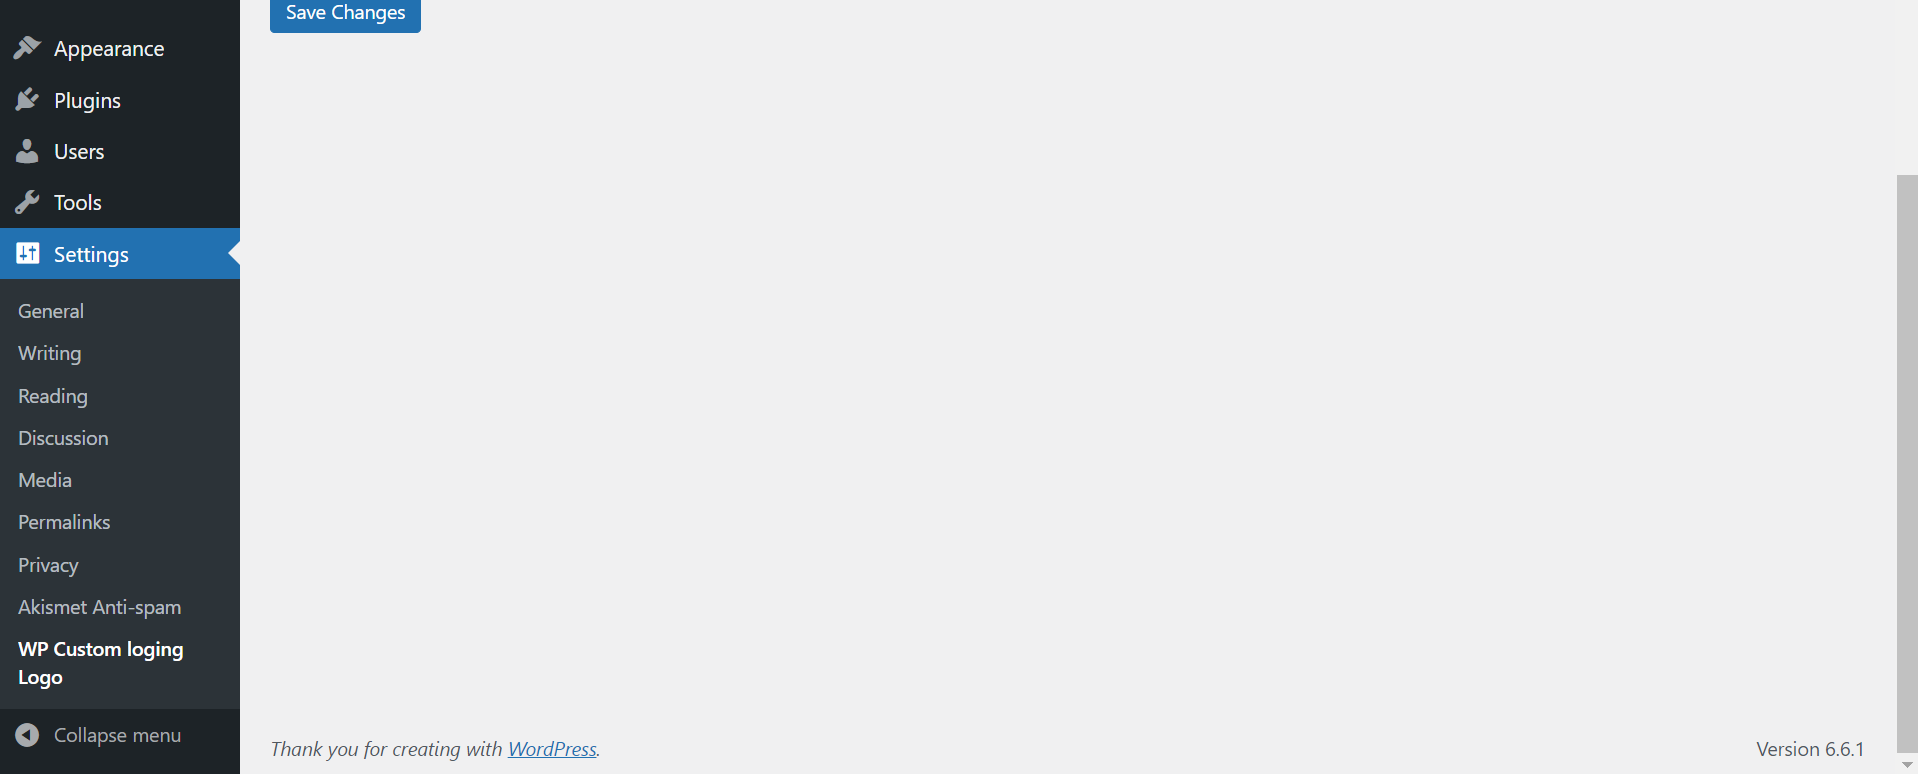 Save Changes
Appearance
Plugins
Users
Tools
Settings
General
Writing
Reading
Discussion
Media
Permalinks
Privacy
Akismet Anti-spam
WP Custom loging
Logo
Collapse menu
Thank you for creating with WordPress.
Version 6.6.1